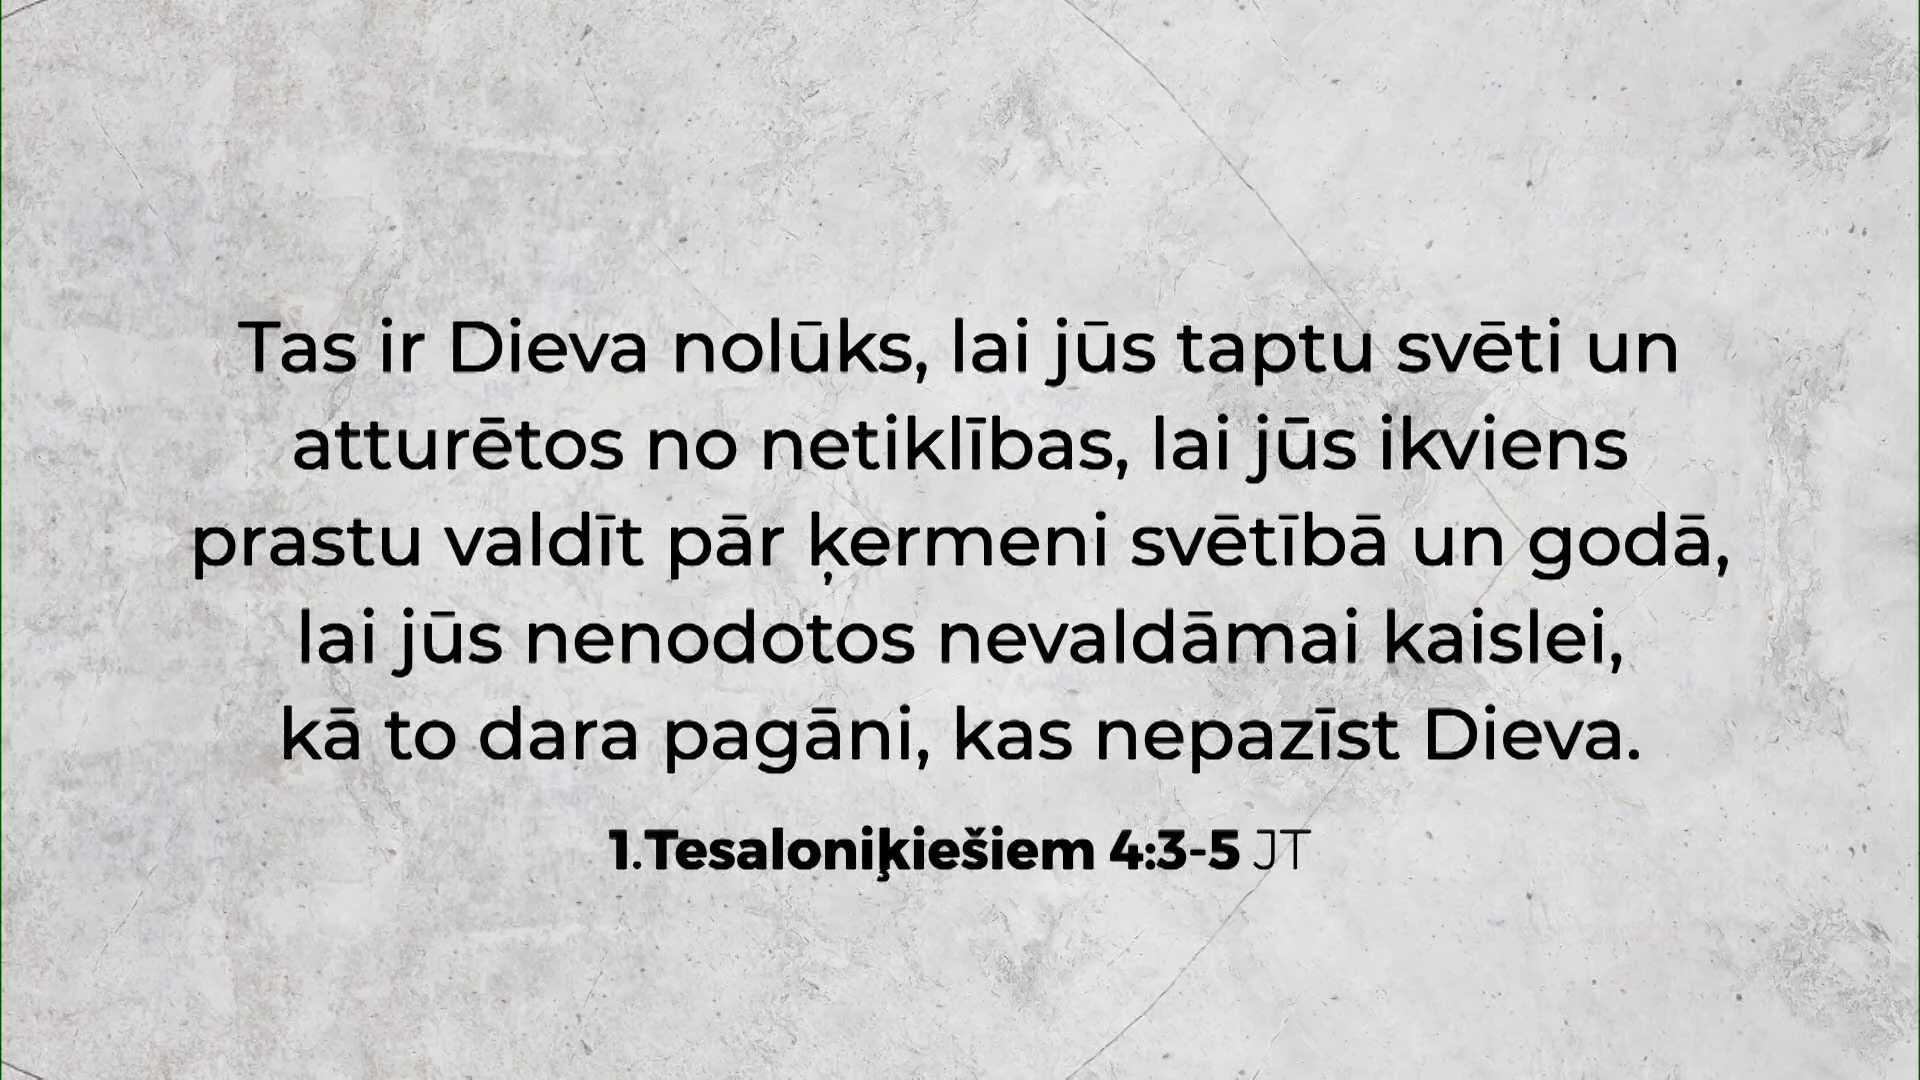 Tas ir Dieva nolūks, lai jūs taptu svēti un
atturētos no netiklības, lai jūs ikviens
prastu valdīt pār ķermeni svētībā un godā,
lai jūs nenodotos nevaldāmai kaislei,
kā to dara pagāni, kas nepazīst Dieva.
1.Tesaloniķiešiem 4:3-5 JT